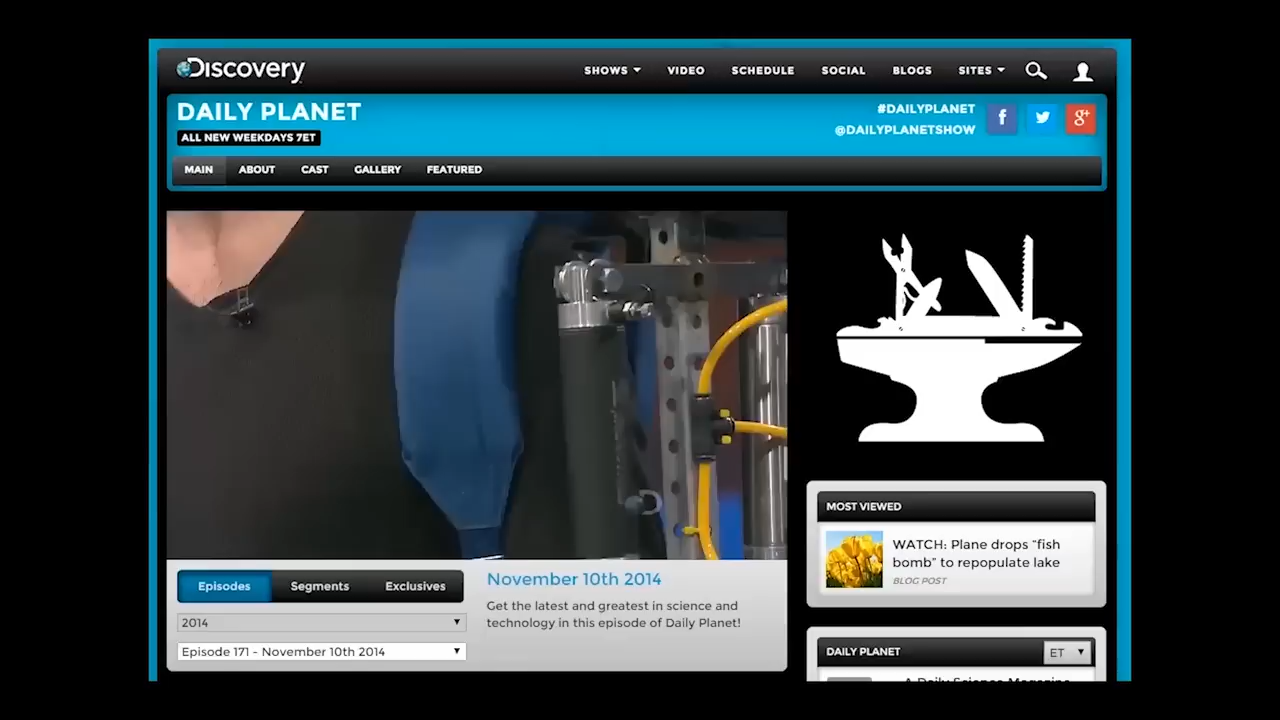 Discovery
SHOWS
VIDEO
SCHEDULE
SOCIAL
BLOGS
SITES
DAILY PLANET
ALL NEW WEEKDAYS 7ET
#DAILYPLANET
@DAILYPLANETSHOW
f
g+
MAIN
ABOUT
CAST
GALLERY
FEATURED
Episodes
Segments
Exclusives
2014
Episode 171 - November 10th 2014
November 10th 2014
Get the latest and greatest in science and
technology in this episode of Daily Planet!
MOST VIEWED
WATCH: Plane drops “fish
bomb” to repopulate lake
BLOG POST
DAILY PLANET
ET
A Daily Science Magazine